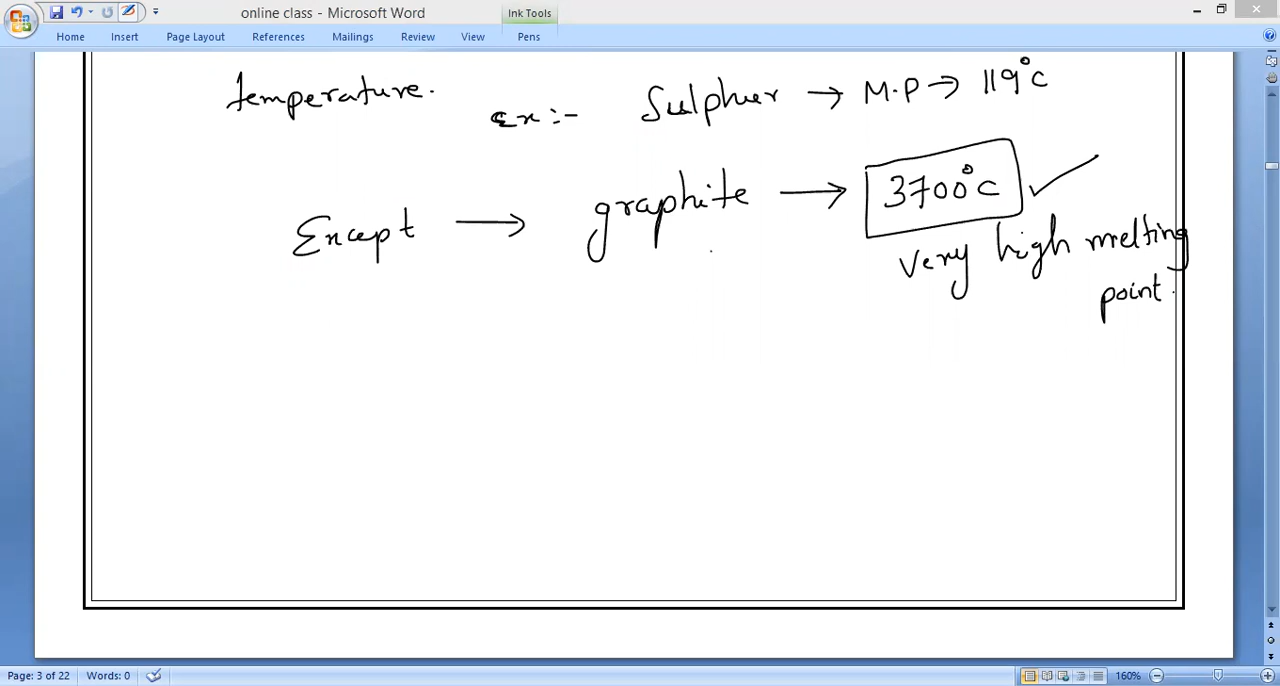 online class - Microsoft Word
Ink Tools
Home Insert Page Layout References Mailings Review View Pens
temperature.
Ex :- Sulphur → M.P → 119°C
Except → graphite → 3700°C ✓
very high melting
point.
Page: 3 of 22 Words: 0 160%